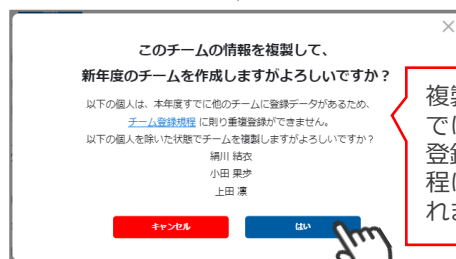 このチームの情報を複製して、
新年度のチームを作成しますがよろしいですか？
以下の個人は、本年度すでに他のチームに登録データがあるため、
チーム登録規程 に則り重複登録ができません。
以下の個人を除いた状態でチームを複製しますがよろしいですか？
絹川 結衣
小田 果歩
上田 凛
キャンセル
はい
複製
でに
登録
程に
れま